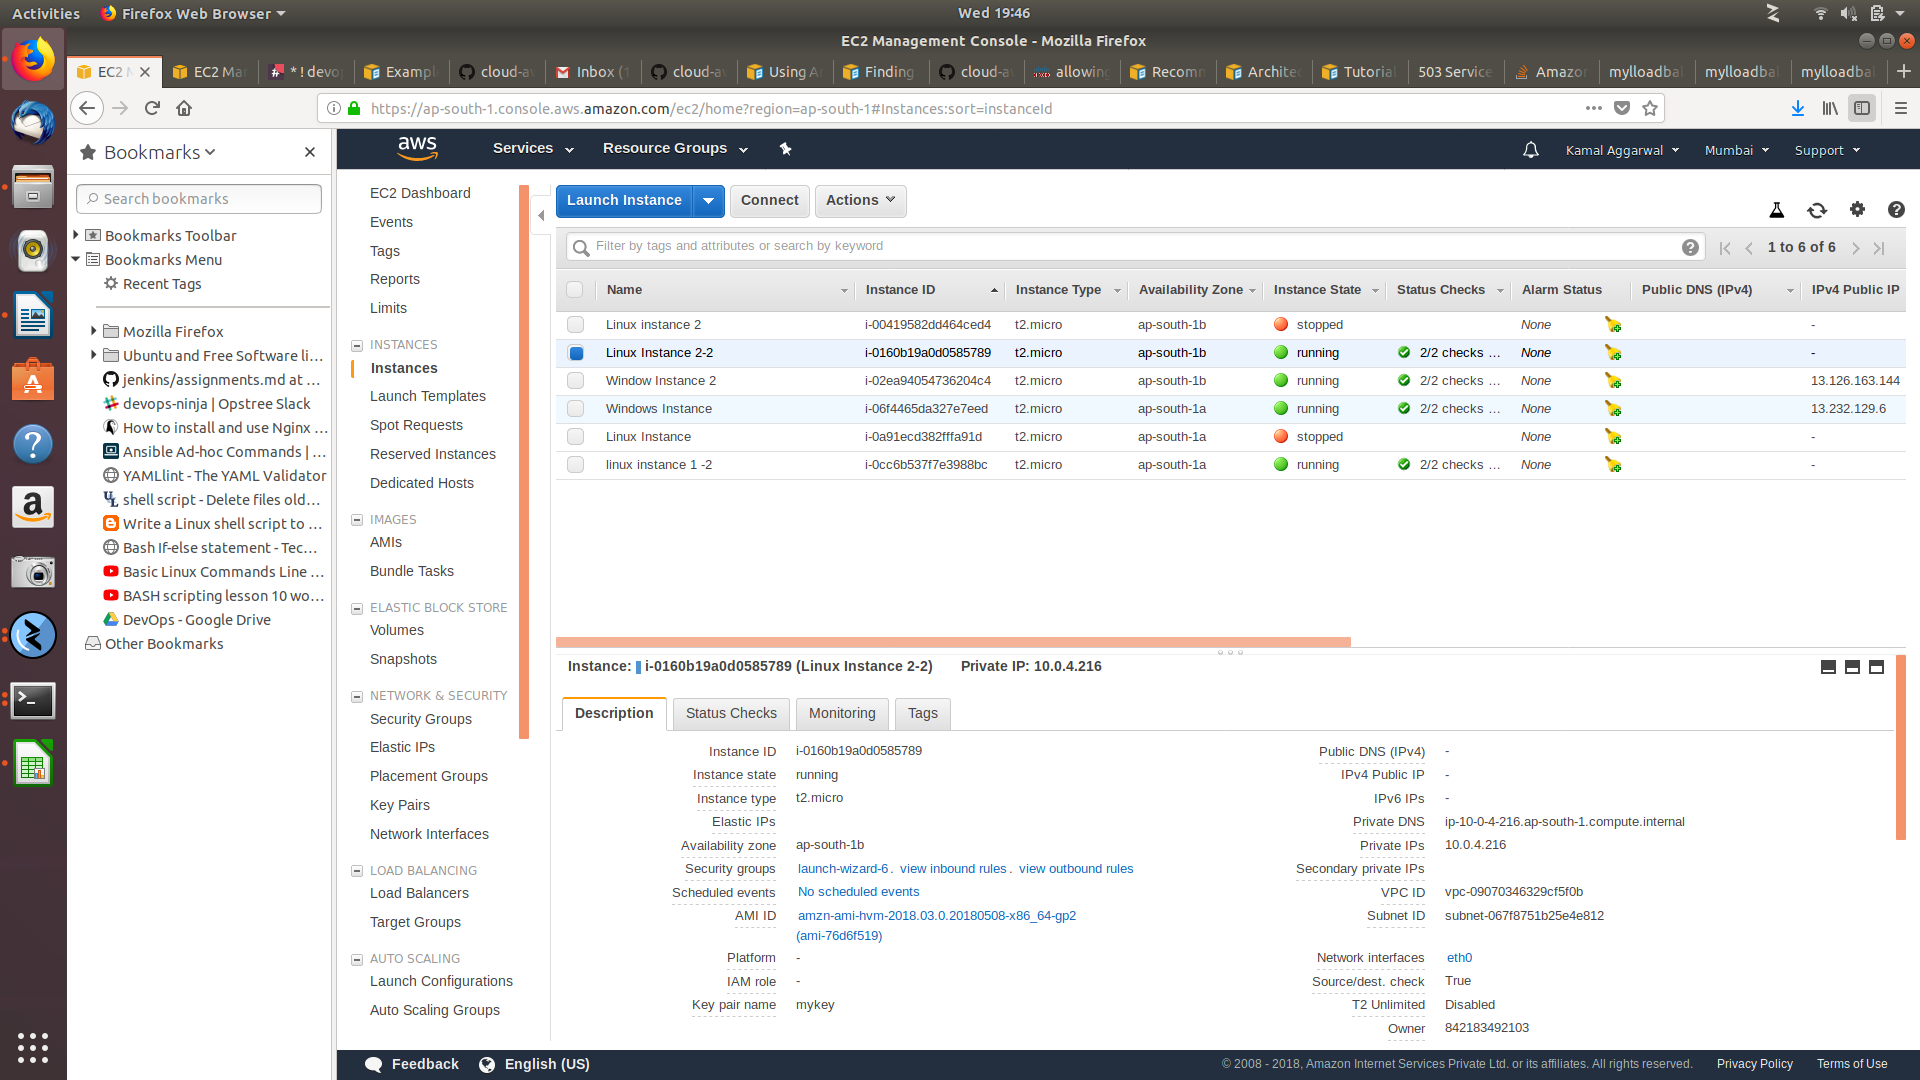 Activities
Firefox Web Browser
Wed 19:46
EC2 Management Console - Mozilla Firefox
EC2
EC2 Mar
* ! devop
Example
cloud-aw
Inbox (1
cloud-aw
Using A
Finding
cloud-aw
allowing
Recomm
Archite
Tutorial
503 Service
Amazon
mylloadbal
mylloadbal
mylloadbal
https://ap-south-1.console.aws.amazon.com/ec2/home?region=ap-south-1#Instances:sort=instanceId
Bookmarks
Search bookmarks
Bookmarks Toolbar
Bookmarks Menu
Recent Tags
Mozilla Firefox
Ubuntu and Free Software li...
jenkins/assignments.md at ...
devops-ninja | Opstree Slack
How to install and use Nginx ...
Ansible Ad-hoc Commands | ...
YAMLlint - The YAML Validator
shell script - Delete files old...
Write a Linux shell script to ...
Bash If-else statement - Tec...
Basic Linux Commands Line ...
BASH scripting lesson 10 wo...
DevOps - Google Drive
Other Bookmarks
aws
Services
Resource Groups
Kamal Aggarwal
Mumbai
Support
EC2 Dashboard
Events
Tags
Reports
Limits
INSTANCES
Instances
Launch Templates
Spot Requests
Reserved Instances
Dedicated Hosts
IMAGES
AMIs
Bundle Tasks
ELASTIC BLOCK STORE
Volumes
Snapshots
NETWORK & SECURITY
Security Groups
Elastic IPs
Placement Groups
Key Pairs
Network Interfaces
LOAD BALANCING
Load Balancers
Target Groups
AUTO SCALING
Launch Configurations
Auto Scaling Groups
Launch Instance
Connect
Actions
Filter by tags and attributes or search by keyword
1 to 6 of 6
Name Instance ID Instance Type Availability Zone Instance State Status Checks Alarm Status Public DNS (IPv4) IPv4 Public IP
Linux instance 2 i-00419582dd464ced4 t2.micro ap-south-1b stopped None -
Linux Instance 2-2 i-0160b19a0d0585789 t2.micro ap-south-1b running 2/2 checks ... None -
Window Instance 2 i-02ea94054736204c4 t2.micro ap-south-1b running 2/2 checks ... None 13.126.163.144
Windows Instance i-06f4465da327e7eed t2.micro ap-south-1a running 2/2 checks ... None 13.232.129.6
Linux Instance i-0a91ecd382fffa91d t2.micro ap-south-1a stopped None -
linux instance 1 -2 i-0cc6b537f7e3988bc t2.micro ap-south-1a running 2/2 checks ... None -
Instance: i-0160b19a0d0585789 (Linux Instance 2-2) Private IP: 10.0.4.216
Description
Status Checks
Monitoring
Tags
Instance ID i-0160b19a0d0585789
Instance state running
Instance type t2.micro
Elastic IPs
Availability zone ap-south-1b
Security groups launch-wizard-6. view inbound rules. view outbound rules
Scheduled events No scheduled events
AMI ID amzn-ami-hvm-2018.03.0.20180508-x86_64-gp2
(ami-76d6f519)
Platform -
IAM role -
Key pair name mykey
Public DNS (IPv4) -
IPv4 Public IP -
IPv6 IPs -
Private DNS ip-10-0-4-216.ap-south-1.compute.internal
Private IPs 10.0.4.216
Secondary private IPs
VPC ID vpc-09070346329cf5f0b
Subnet ID subnet-067f8751b25e4e812
Network interfaces eth0
Source/dest. check True
T2 Unlimited Disabled
Owner 842183492103
Feedback
English (US)
© 2008 - 2018, Amazon Internet Services Private Ltd. or its affiliates. All rights reserved.
Privacy Policy
Terms of Use